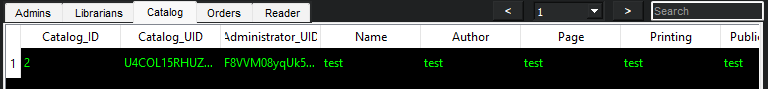 Admins Librarians Catalog Orders Reader < 1 > Search
Catalog_ID Catalog_UID Administrator_UID Name Author Page Printing Public
1 2 U4COL15RHUZ... F8VVM08yqUk5... test test test test test